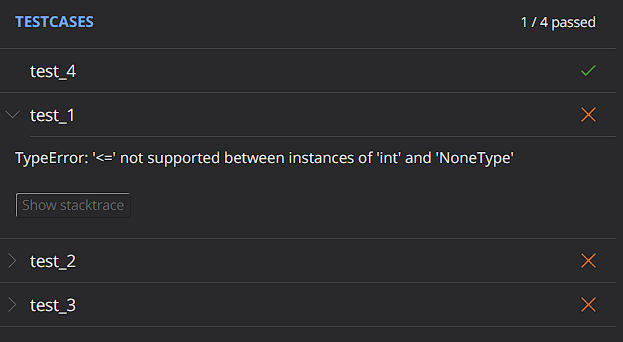 TESTCASES 1 / 4 passed
test_4
test_1
TypeError: '<=' not supported between instances of 'int' and 'NoneType'
Show stacktrace
test_2
test_3